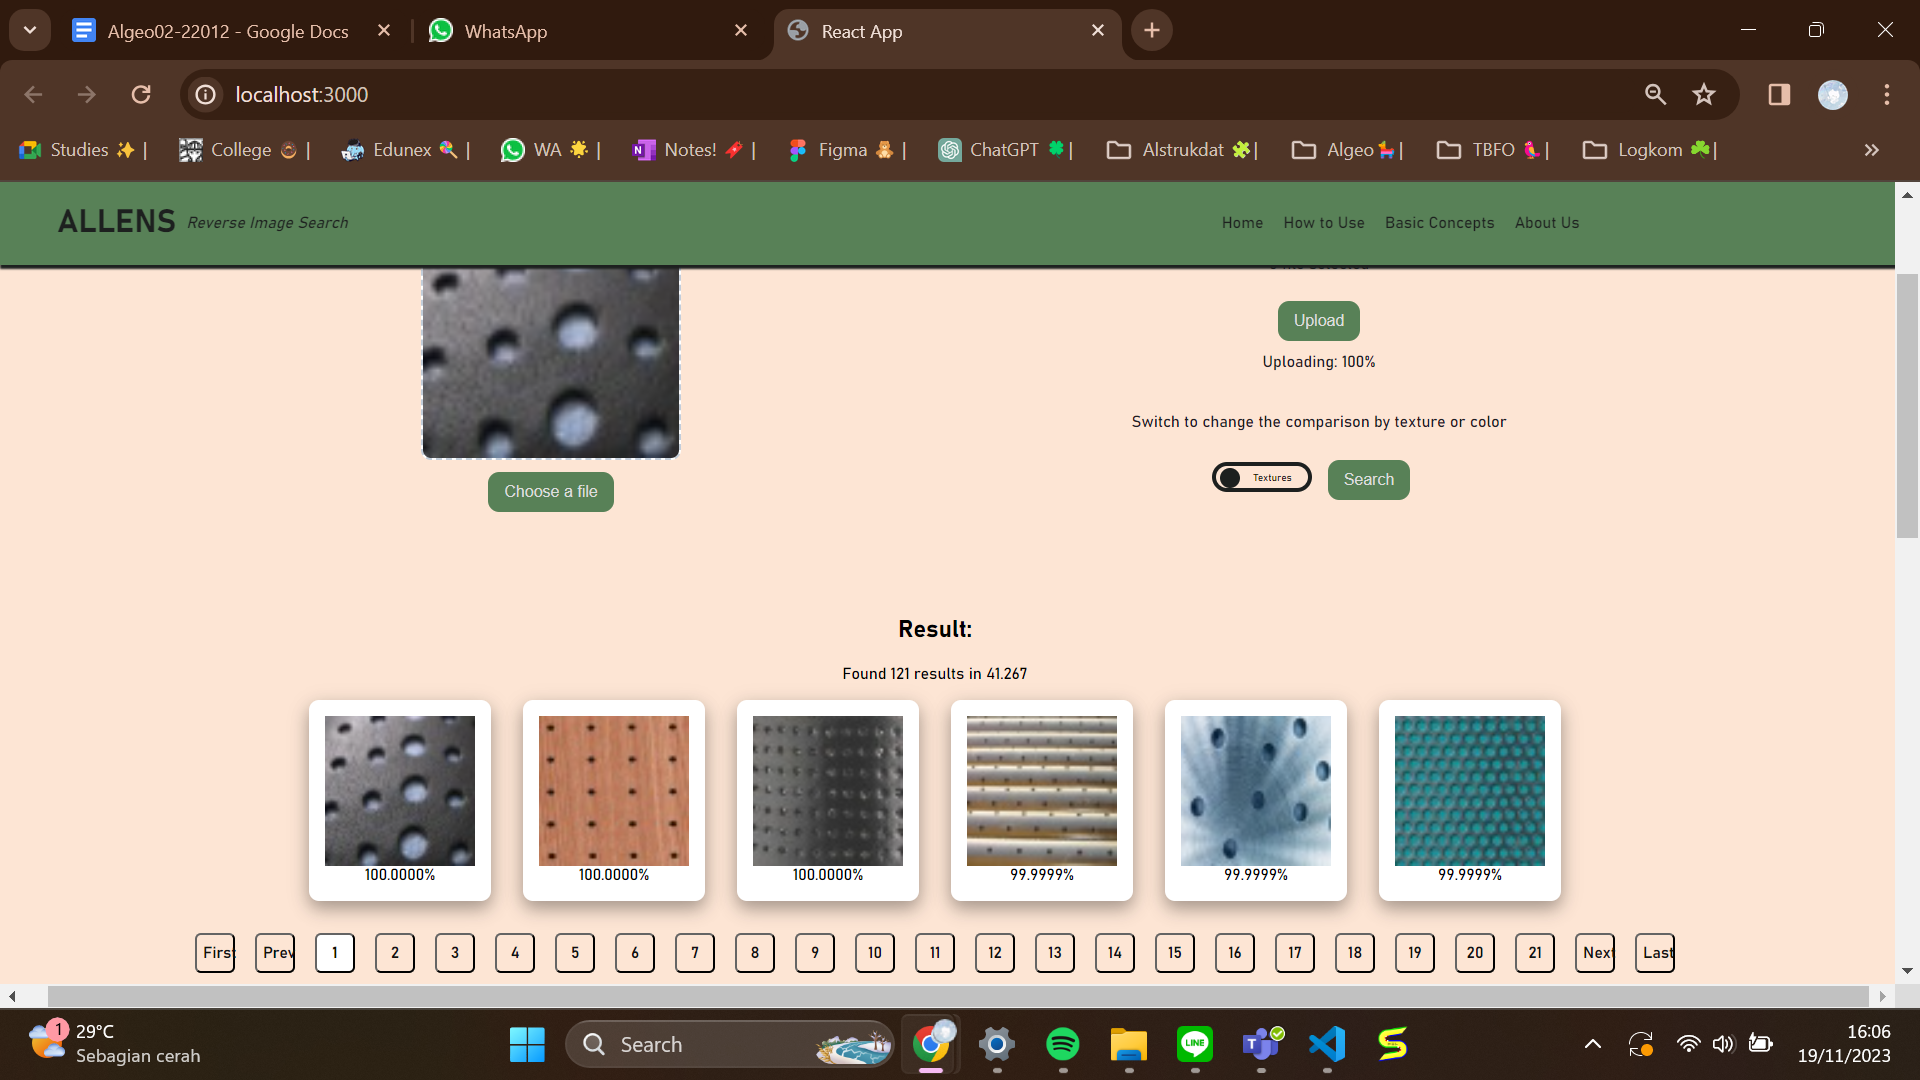 Algeo02-22012 - Google Docs
WhatsApp
React App
localhost:3000
Studies ✨ |
College 🍩 |
Edunex 🍭 |
WA 🌟 |
Notes! 🧨 |
Figma 🧸 |
ChatGPT 🍀 |
Alstrukdat 🧩 |
Algeo 🪅 |
TBFO 🦜 |
Logkom ☘️ |
ALLENS Reverse Image Search
Home
How to Use
Basic Concepts
About Us
Upload
Uploading: 100%
Switch to change the comparison by texture or color
Textures
Search
Choose a file
Result:
Found 121 results in 41.267
100.0000%
100.0000%
100.0000%
99.9999%
99.9999%
99.9999%
First Prev 1 2 3 4 5 6 7 8 9 10 11 12 13 14 15 16 17 18 19 20 21 Next Last
1
29°C
Sebagian cerah
Search
LINE
16:06
19/11/2023